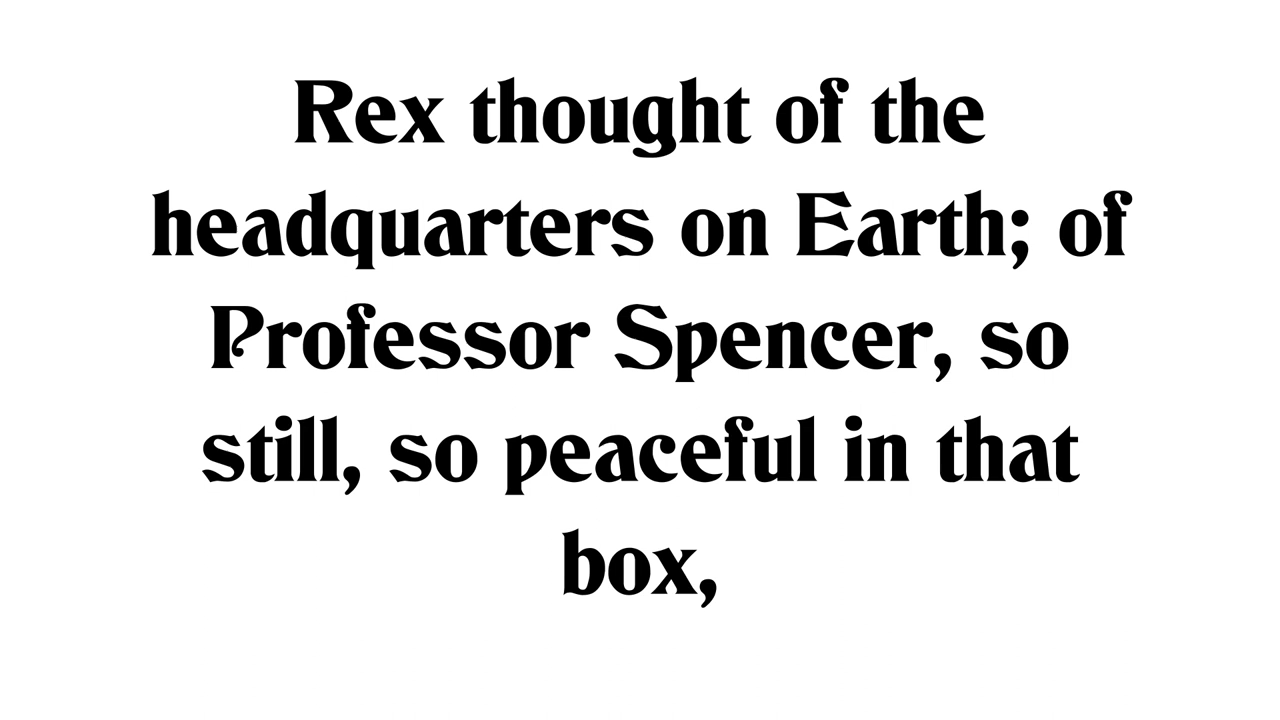 Rex thought of the
headquarters on Earth; of
Professor Spencer, so
still, so peaceful in that
box,